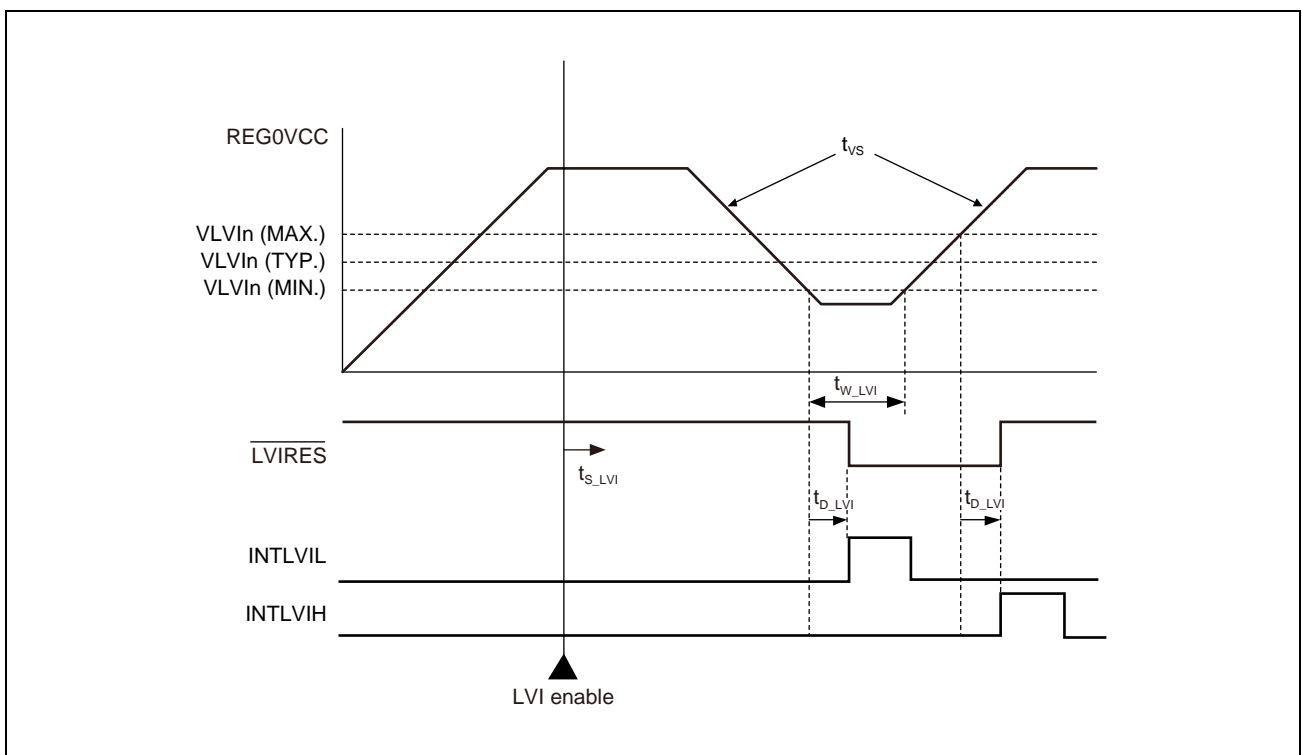 REG0VCC
tVS
VLVIn (MAX.)
VLVIn (TYP.)
VLVIn (MIN.)
tW_LVI
LVIRES
tS_LVI
tD_LVI
tD_LVI
INTLVIL
INTLVIH
LVI enable